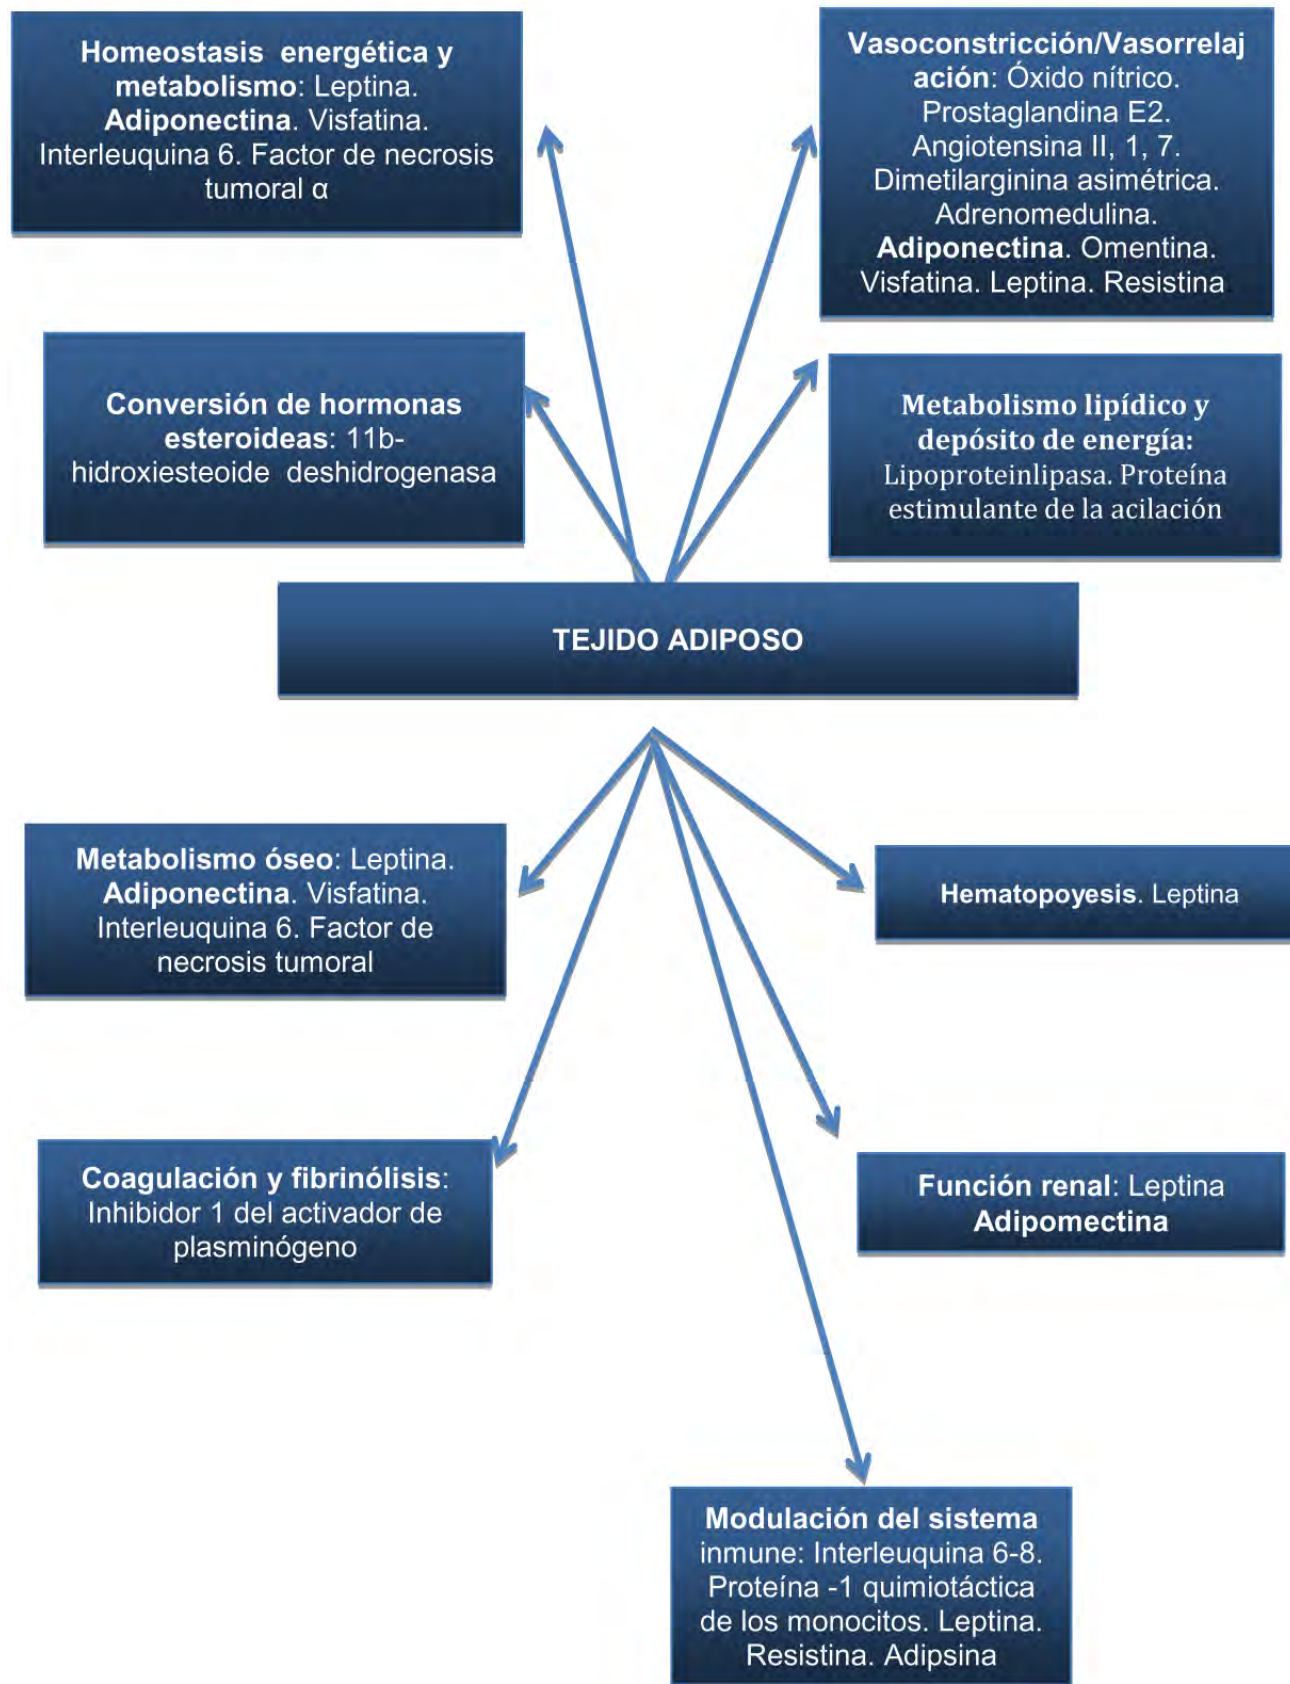 Homeostasis energética y
metabolismo: Leptina.
Adiponectina. Visfatina.
Interleuquina 6. Factor de necrosis
tumoral α
Vasoconstricción/Vasorrelaj
ación: Óxido nítrico.
Prostaglandina E2.
Angiotensina II, 1, 7.
Dimetilarginina asimétrica.
Adrenomedulina.
Adiponectina. Omentina.
Visfatina. Leptina. Resistina
Conversión de hormonas
esteroideas: 11b-
hidroxiesteoide deshidrogenasa
Metabolismo lipídico y
depósito de energía:
Lipoproteinlipasa. Proteína
estimulante de la acilación
TEJIDO ADIPOSO
Metabolismo óseo: Leptina.
Adiponectina. Visfatina.
Interleuquina 6. Factor de
necrosis tumoral
Hematopoyesis. Leptina
Coagulación y fibrinólisis:
Inhibidor 1 del activador de
plasminógeno
Función renal: Leptina
Adipomectina
Modulación del sistema
inmune: Interleuquina 6-8.
Proteína -1 quimiotáctica
de los monocitos. Leptina.
Resistina. Adipsina